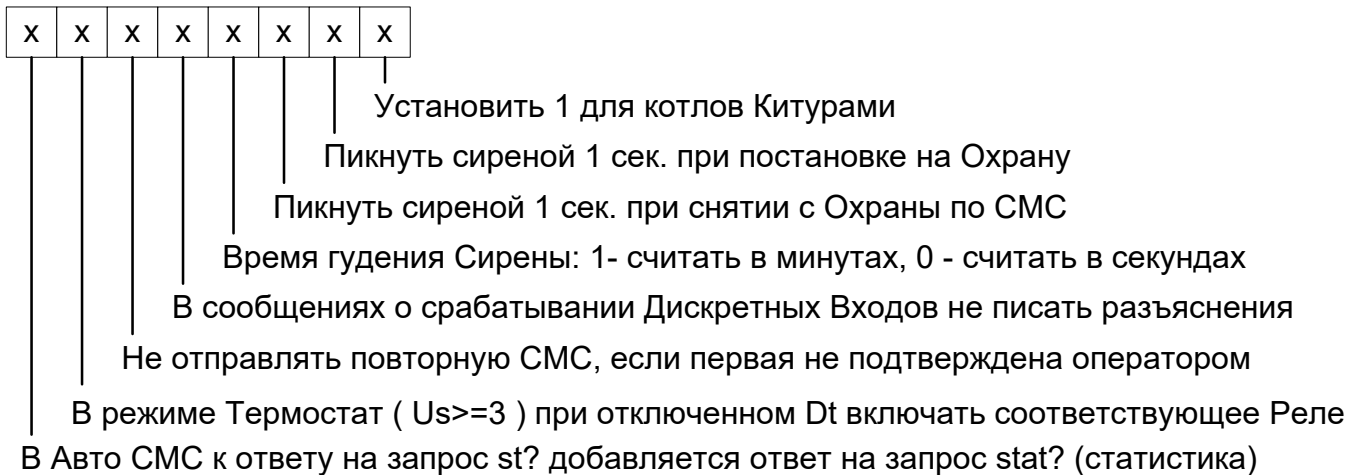 x x x x x x x x
Установить 1 для котлов Китурами
Пикнуть сиреной 1 сек. при постановке на Охрану
Пикнуть сиреной 1 сек. при снятии с Охраны по СМС
Время гудения Сирены: 1- считать в минутах, 0 - считать в секундах
В сообщениях о срабатывании Дискретных Входов не писать разъяснения
Не отправлять повторную СМС, если первая не подтверждена оператором
В режиме Термостат ( Us>=3 ) при отключенном Dt включать соответствующее Реле
В Авто СМС к ответу на запрос st? добавляется ответ на запрос stat? (статистика)